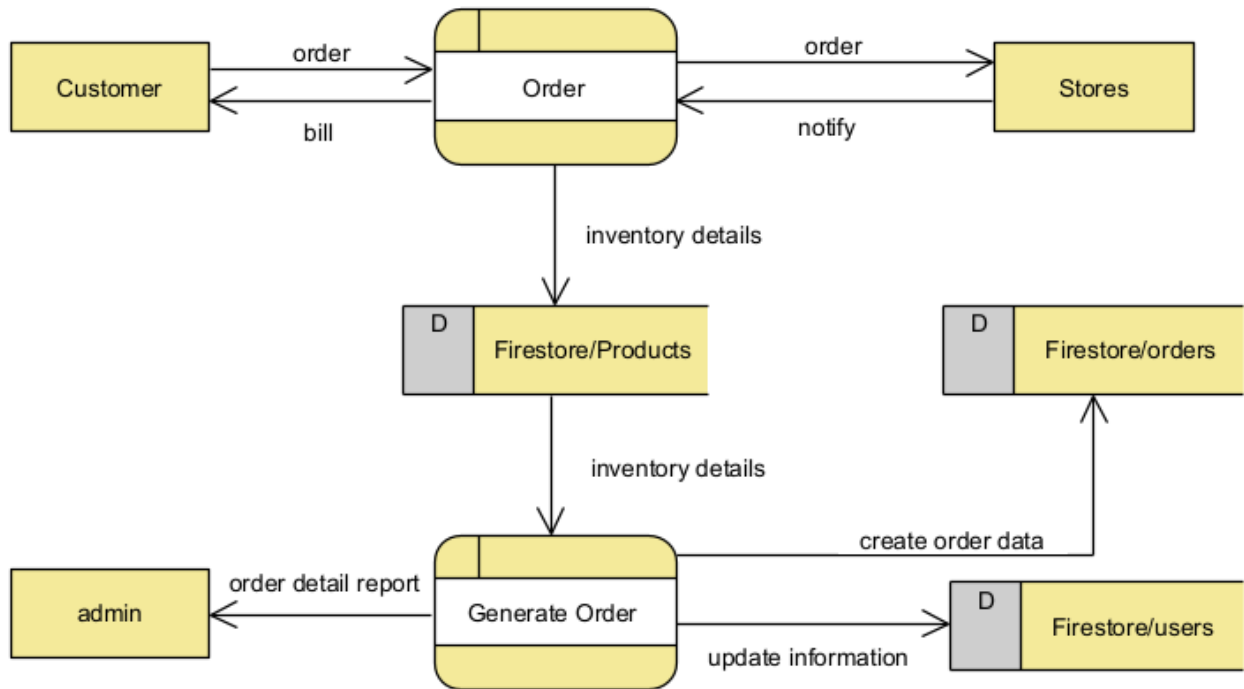 order
order
Customer
Order
Stores
bill
notify
inventory details
D
Firestore/Products
D
Firestore/orders
inventory details
create order data
order detail report
D
admin
Generate Order
Firestore/users
update information